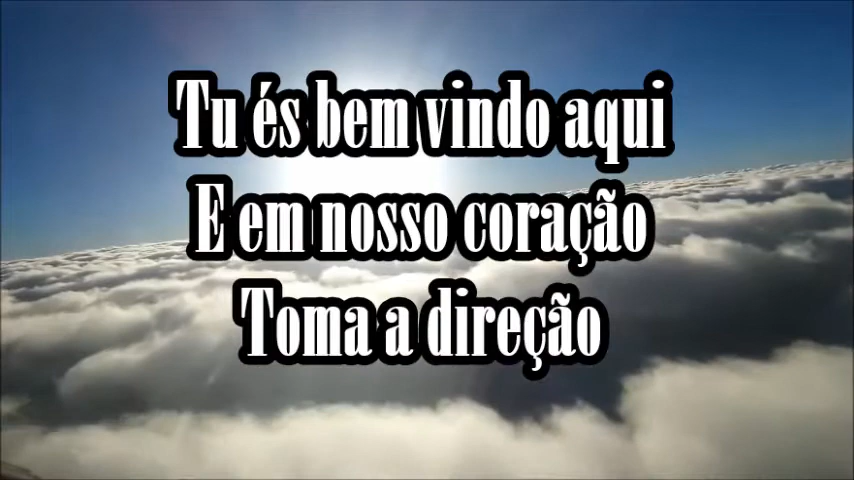 Tu és bem vindo aqui
E em nosso coração
Toma a direção